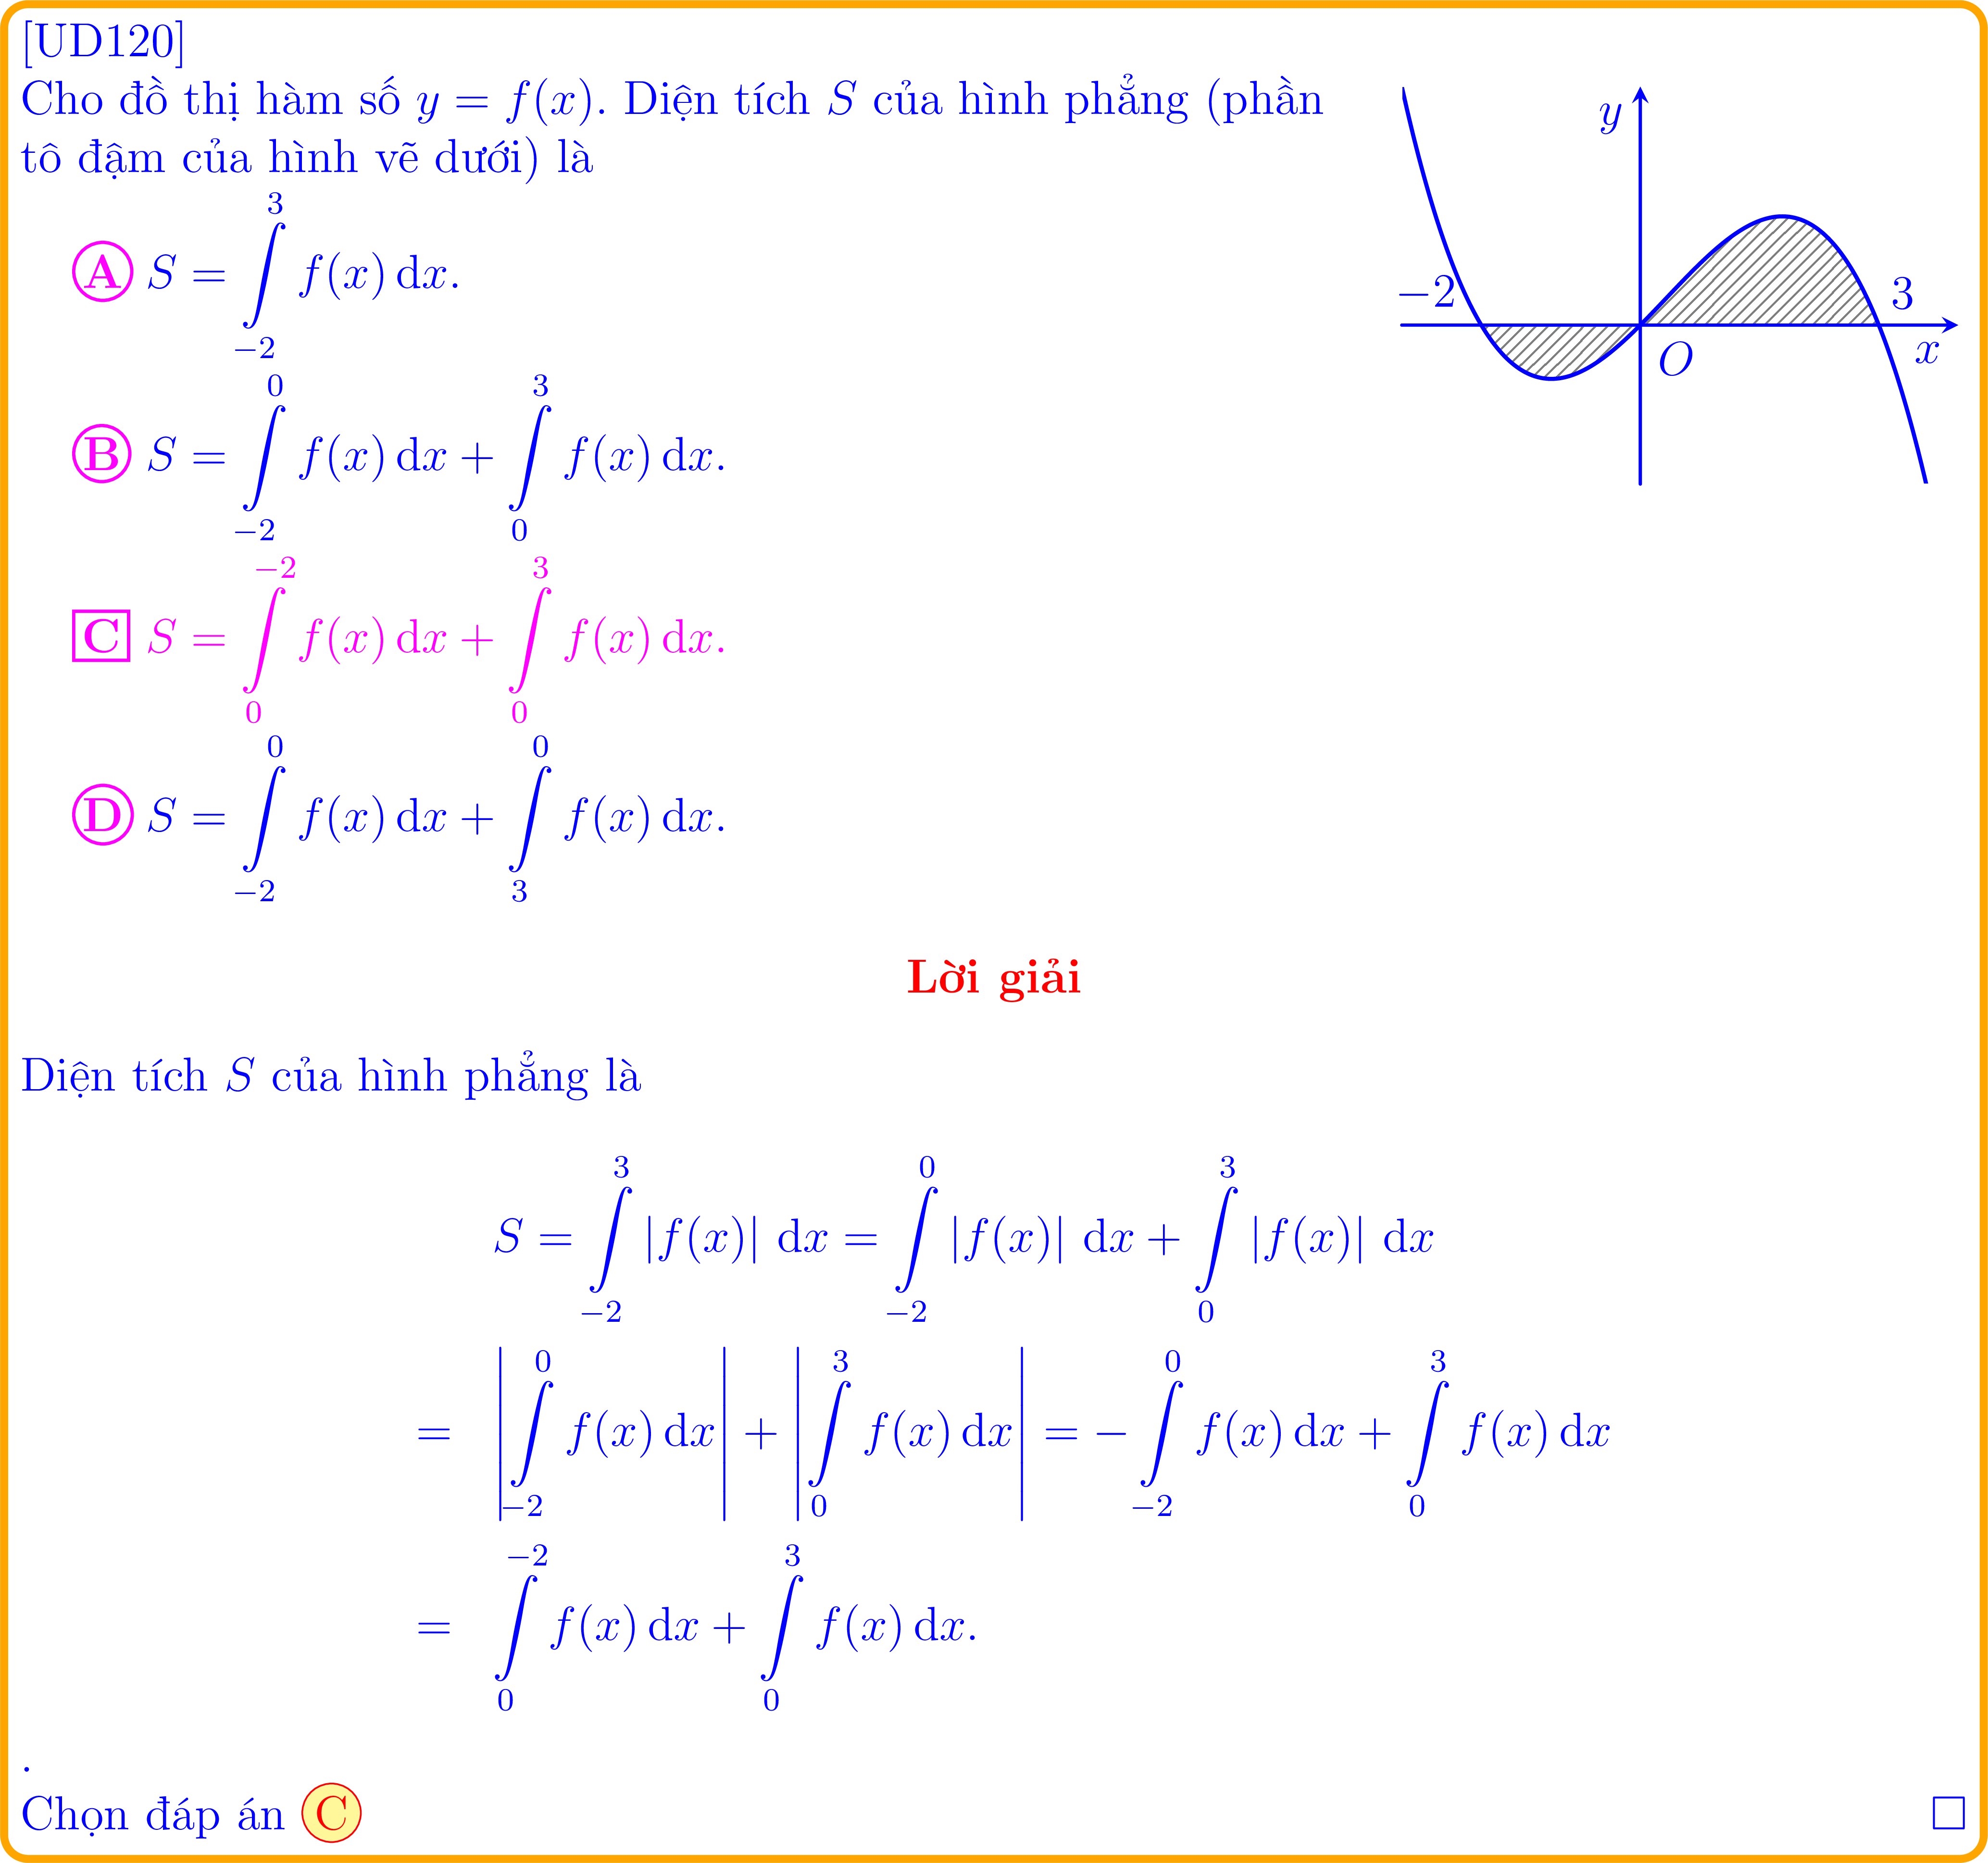 [UD120]
Cho đồ thị hàm số $y = f(x)$. Diện tích $S$ của hình phẳng (phần
tô đậm của hình vẽ dưới) là
A $S = \int\limits_{-2}^{3} f(x)\,\mathrm{d}x.$
B $S = \int\limits_{-2}^{0} f(x)\,\mathrm{d}x + \int\limits_{0}^{3} f(x)\,\mathrm{d}x.$
C $S = \int\limits_{0}^{-2} f(x)\,\mathrm{d}x + \int\limits_{0}^{3} f(x)\,\mathrm{d}x.$
D $S = \int\limits_{-2}^{0} f(x)\,\mathrm{d}x + \int\limits_{3}^{0} f(x)\,\mathrm{d}x.$
$y$
$-2$
$3$
$O$
$x$
Lời giải
Diện tích $S$ của hình phẳng là
$S = \int\limits_{-2}^{3} |f(x)|\ \mathrm{d}x = \int\limits_{-2}^{0} |f(x)|\ \mathrm{d}x + \int\limits_{0}^{3} |f(x)|\ \mathrm{d}x$
$= \left|\int\limits_{-2}^{0} f(x)\,\mathrm{d}x\right| + \left|\int\limits_{0}^{3} f(x)\,\mathrm{d}x\right| = -\int\limits_{-2}^{0} f(x)\,\mathrm{d}x + \int\limits_{0}^{3} f(x)\,\mathrm{d}x$
$= \int\limits_{0}^{-2} f(x)\,\mathrm{d}x + \int\limits_{0}^{3} f(x)\,\mathrm{d}x.$
.
Chọn đáp án C □